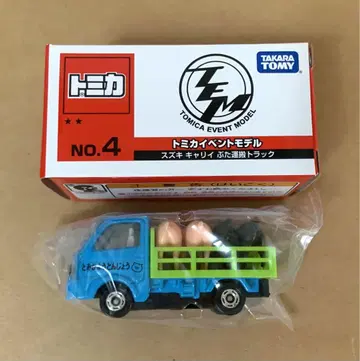 トミカ
TEM
TOMICA EVENT MODEL
TAKARA
TOMY
★★
NO.4
トミカイベントモデル
スズキ キャリイ ぶた運搬トラック